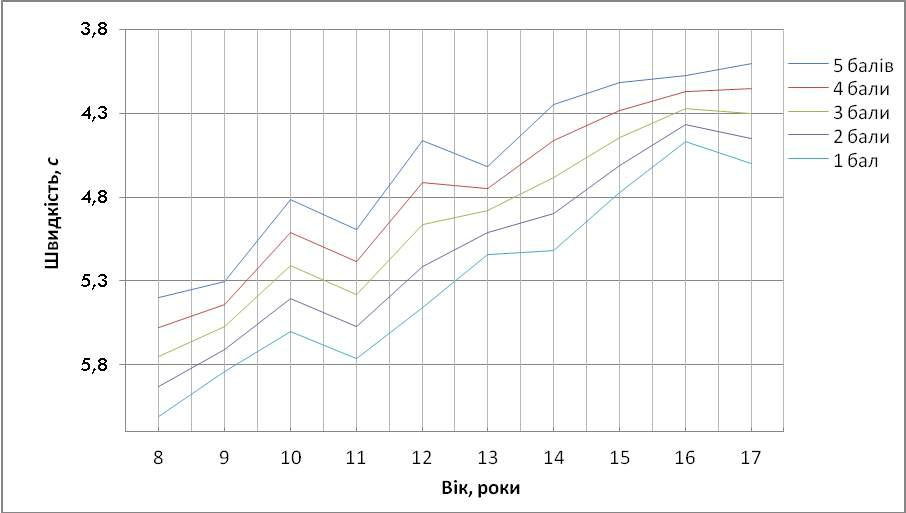 3,8
4,3
4,8
5,3
5,8
Швидкість, с
8 9 10 11 12 13 14 15 16 17
Вік, роки
5 балів
4 бали
3 бали
2 бали
1 бал